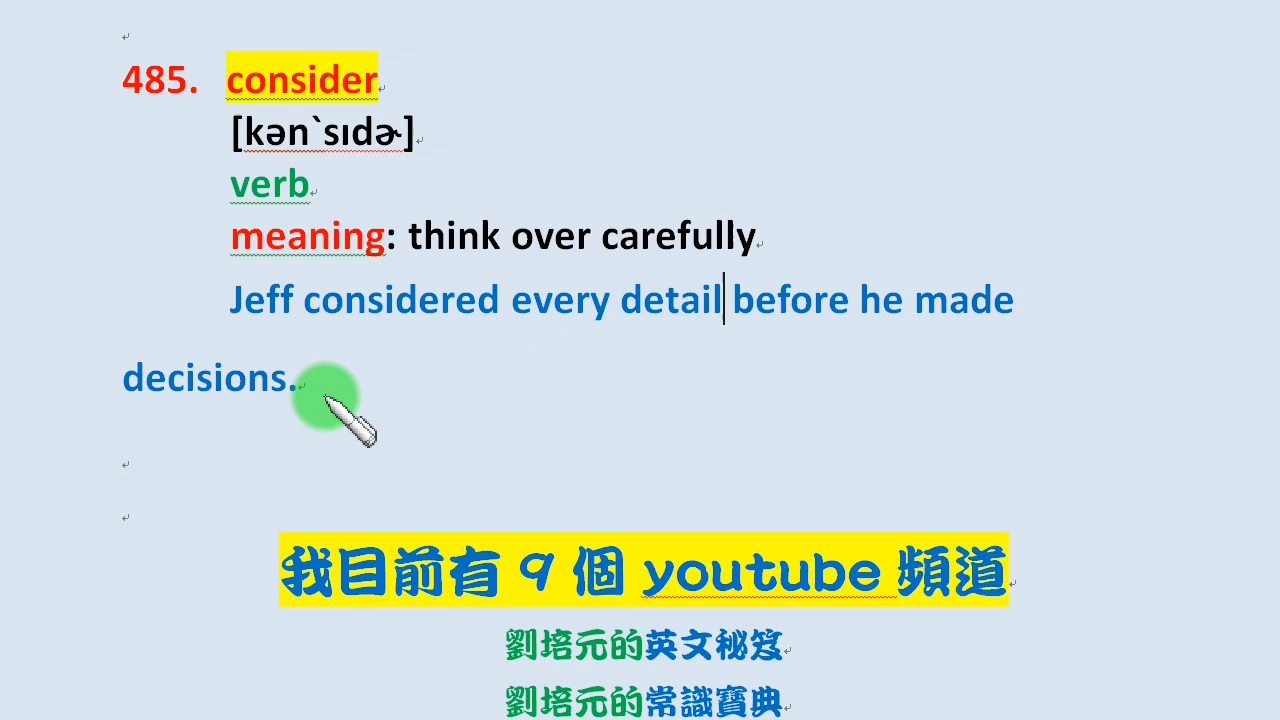 485. consider
[kən`sɪdɚ]
verb
meaning: think over carefully
Jeff considered every detail before he made
decisions.
我目前有 9 個 youtube 頻道
劉培元的英文秘笈
劉培元的常識寶典